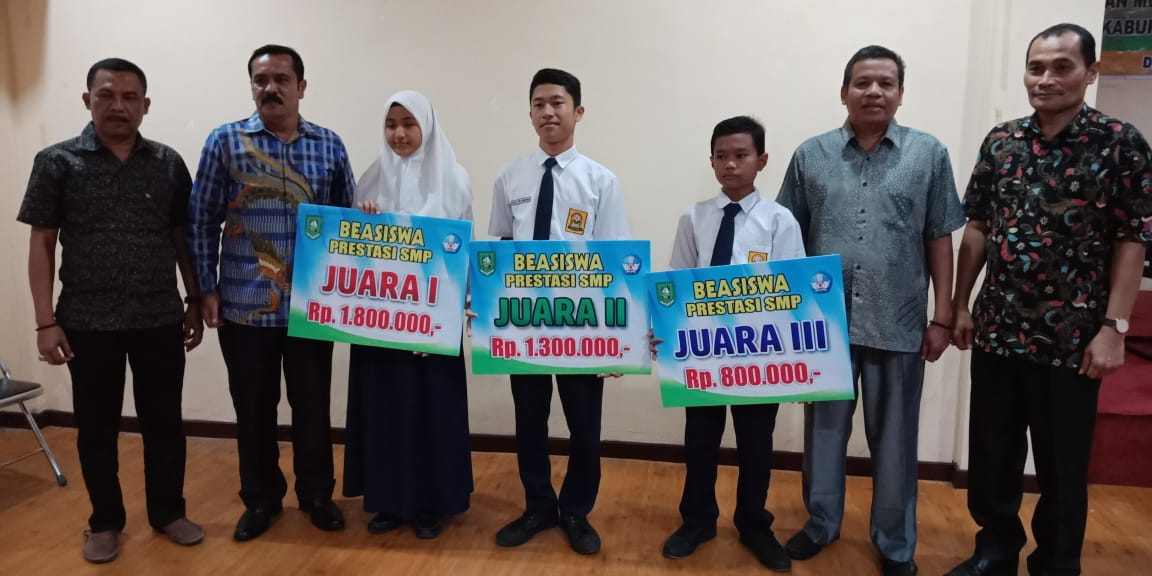 KABU
BEASISWA
PRESTASI SMP
JUARA I
Rp. 1.800.000,-
BEASISWA
PRESTASI SMP
JUARA II
Rp. 1.300.000,-
BEASISWA
PRESTASI SMP
JUARA III
Rp. 800.000,-